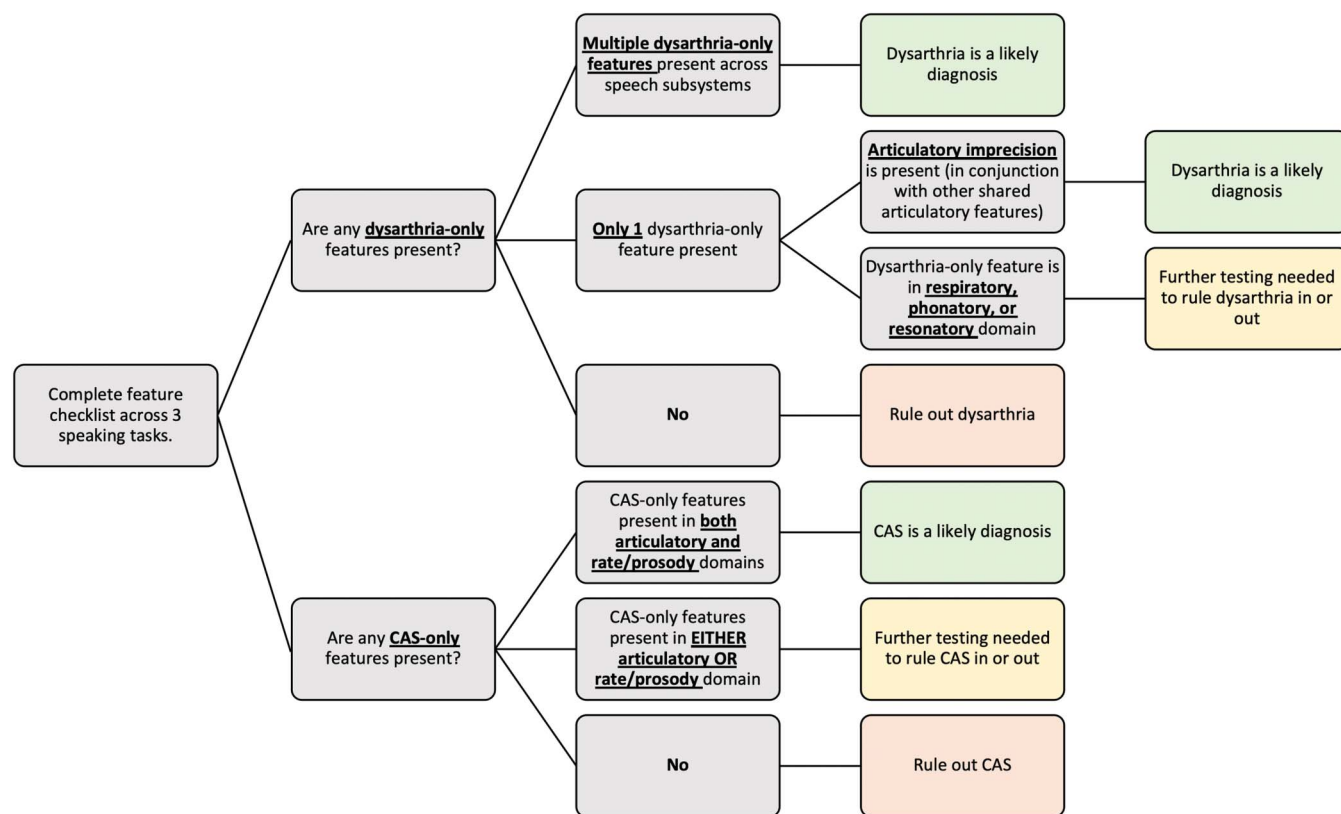 Complete feature
checklist across 3
speaking tasks.
Are any dysarthria-only
features present?
Multiple dysarthria-only
features present across
speech subsystems
Dysarthria is a likely
diagnosis
Only 1 dysarthria-only
feature present
Articulatory imprecision
is present (in conjunction
with other shared
articulatory features)
Dysarthria is a likely
diagnosis
Dysarthria-only feature is
in respiratory,
phonatory, or
resonatory domain
Further testing needed
to rule dysarthria in or
out
No
Rule out dysarthria
Are any CAS-only
features present?
CAS-only features
present in both
articulatory and
rate/prosody domains
CAS is a likely diagnosis
CAS-only features
present in EITHER
articulatory OR
rate/prosody domain
Further testing needed
to rule CAS in or out
No
Rule out CAS